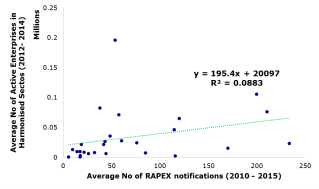 Average No of Active Enterprises in
Harmonised Sectos (2012- 2014)
Millions
0.25
0.2
0.15
0.1
0.05
0
y = 195.4x + 20097
R² = 0.0883
0
50
100
150
200
250
Average No of RAPEX notifications (2010 - 2015)